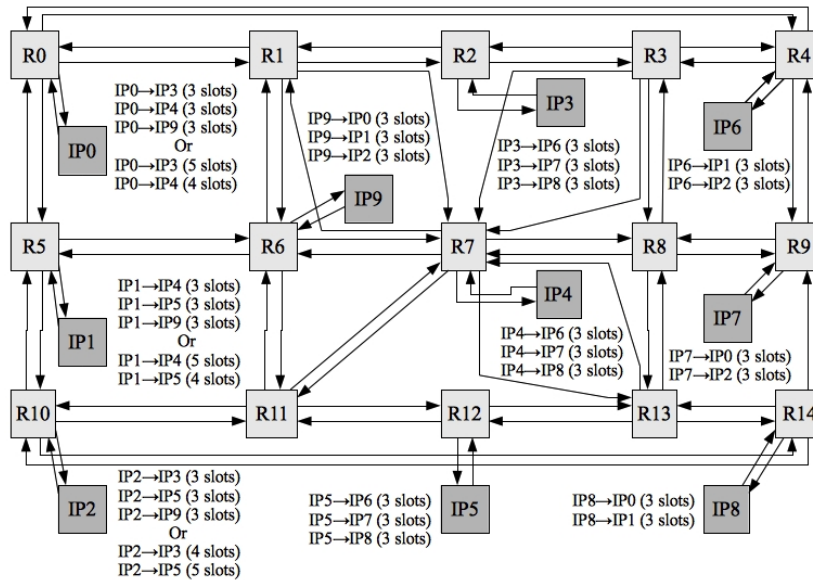 R0
R1
R2
R3
R4
IP0→IP3 (3 slots)
IP0→IP4 (3 slots)
IP0→IP9 (3 slots)
Or
IP0→IP3 (5 slots)
IP0→IP4 (4 slots)
IP0
IP9→IP0 (3 slots)
IP9→IP1 (3 slots)
IP9→IP2 (3 slots)
IP3
IP3→IP6 (3 slots)
IP3→IP7 (3 slots)
IP3→IP8 (3 slots)
IP6
IP6→IP1 (3 slots)
IP6→IP2 (3 slots)
IP9
R5
R6
R7
R8
R9
IP1→IP4 (3 slots)
IP1→IP5 (3 slots)
IP1→IP9 (3 slots)
Or
IP1→IP4 (5 slots)
IP1→IP5 (4 slots)
IP1
IP4
IP4→IP6 (3 slots)
IP4→IP7 (3 slots)
IP4→IP8 (3 slots)
IP7
IP7→IP0 (3 slots)
IP7→IP2 (3 slots)
R10
R11
R12
R13
R14
IP2
IP2→IP3 (3 slots)
IP2→IP5 (3 slots)
IP2→IP9 (3 slots)
Or
IP2→IP3 (4 slots)
IP2→IP5 (5 slots)
IP5→IP6 (3 slots)
IP5→IP7 (3 slots)
IP5→IP8 (3 slots)
IP5
IP8→IP0 (3 slots)
IP8→IP1 (3 slots)
IP8